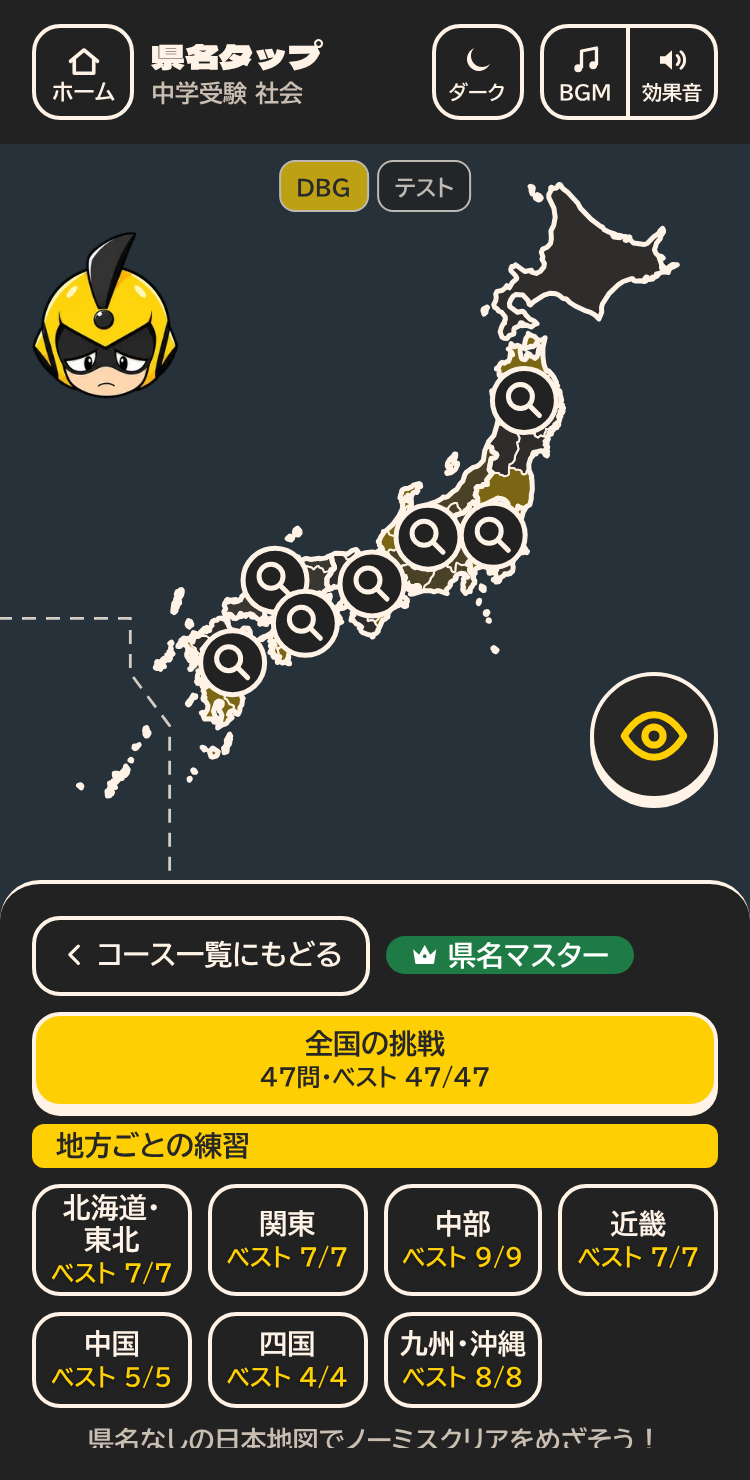 ホーム
県名タップ
中学受験 社会
ダーク
BGM
効果音
DBG
テスト
コース一覧にもどる
県名マスター
全国の挑戦
47問・ベスト 47/47
地方ごとの練習
北海道・
東北
ベスト 7/7
関東
ベスト 7/7
中部
ベスト 9/9
近畿
ベスト 7/7
中国
ベスト 5/5
四国
ベスト 4/4
九州・沖縄
ベスト 8/8
県名なしの日本地図でノーミスクリアをめざそう！